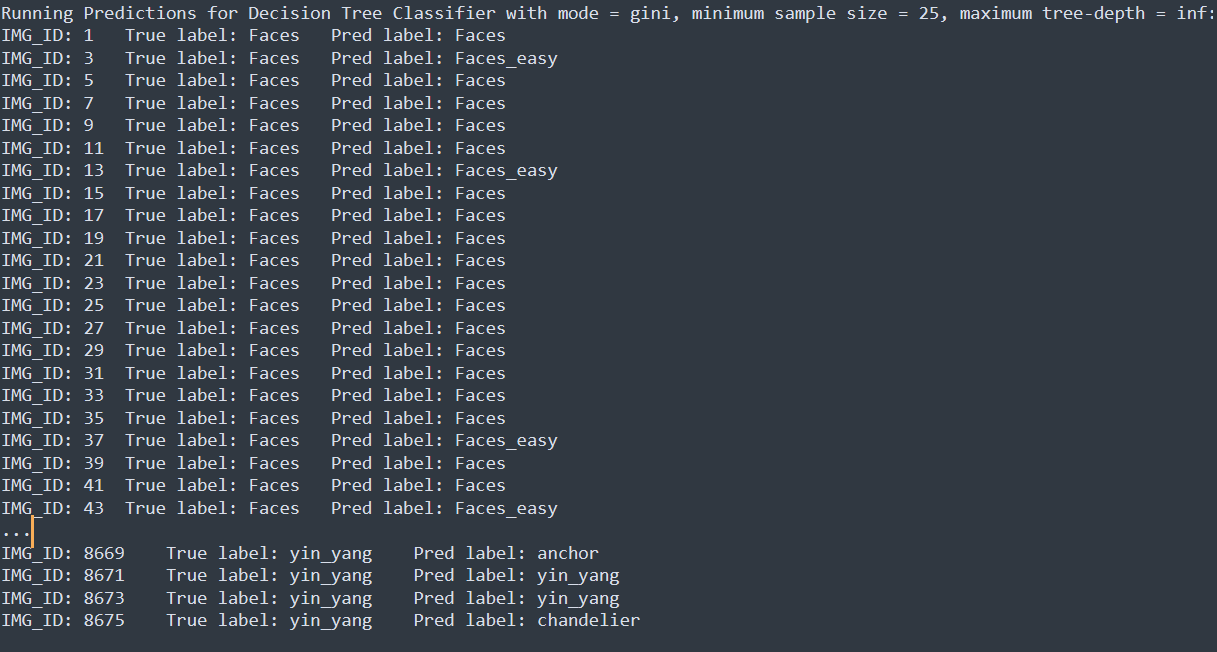 Running Predictions for Decision Tree Classifier with mode = gini, minimum sample size = 25, maximum tree-depth = inf:
IMG_ID: 1 True label: Faces Pred label: Faces
IMG_ID: 3 True label: Faces Pred label: Faces_easy
IMG_ID: 5 True label: Faces Pred label: Faces
IMG_ID: 7 True label: Faces Pred label: Faces
IMG_ID: 9 True label: Faces Pred label: Faces
IMG_ID: 11 True label: Faces Pred label: Faces
IMG_ID: 13 True label: Faces Pred label: Faces_easy
IMG_ID: 15 True label: Faces Pred label: Faces
IMG_ID: 17 True label: Faces Pred label: Faces
IMG_ID: 19 True label: Faces Pred label: Faces
IMG_ID: 21 True label: Faces Pred label: Faces
IMG_ID: 23 True label: Faces Pred label: Faces
IMG_ID: 25 True label: Faces Pred label: Faces
IMG_ID: 27 True label: Faces Pred label: Faces
IMG_ID: 29 True label: Faces Pred label: Faces
IMG_ID: 31 True label: Faces Pred label: Faces
IMG_ID: 33 True label: Faces Pred label: Faces
IMG_ID: 35 True label: Faces Pred label: Faces
IMG_ID: 37 True label: Faces Pred label: Faces_easy
IMG_ID: 39 True label: Faces Pred label: Faces
IMG_ID: 41 True label: Faces Pred label: Faces
IMG_ID: 43 True label: Faces Pred label: Faces_easy
...
IMG_ID: 8669 True label: yin_yang Pred label: anchor
IMG_ID: 8671 True label: yin_yang Pred label: yin_yang
IMG_ID: 8673 True label: yin_yang Pred label: yin_yang
IMG_ID: 8675 True label: yin_yang Pred label: chandelier